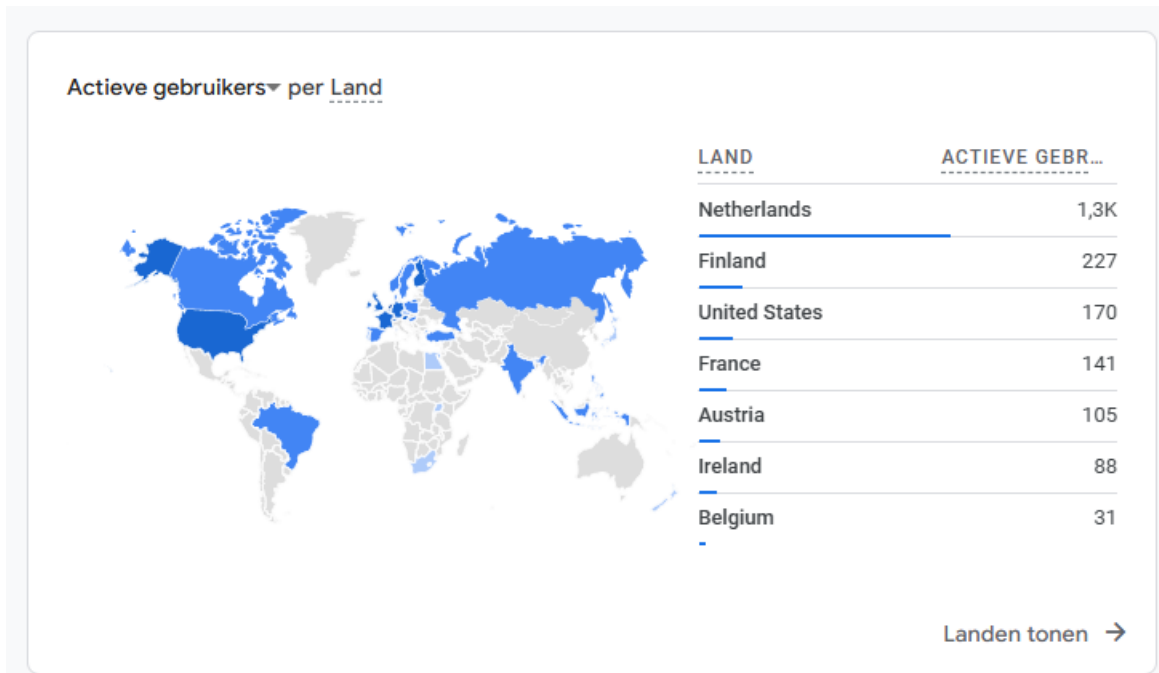 Actieve gebruikers per Land
LAND ACTIEVE GEBR...
Netherlands 1,3K
Finland 227
United States 170
France 141
Austria 105
Ireland 88
Belgium 31
Landen tonen →